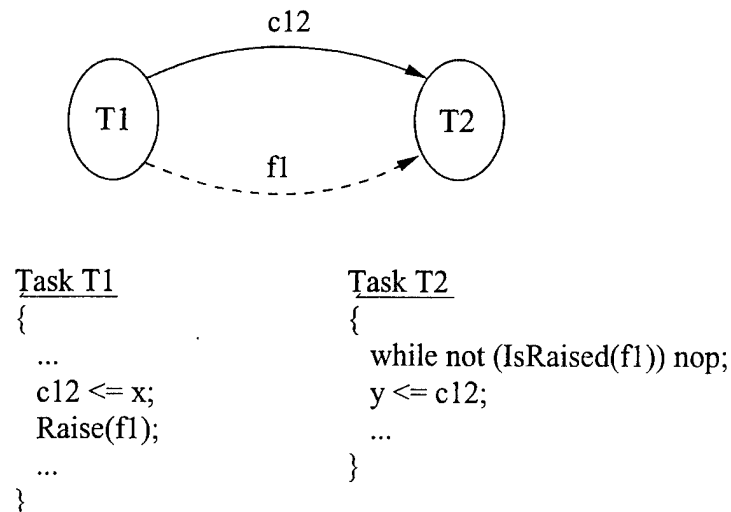 c12
T1
T2
f1
Task T1
{
...
c12 <= x;
Raise(f1);
...
}
Task T2
{
while not (IsRaised(f1)) nop;
y <= c12;
...
}